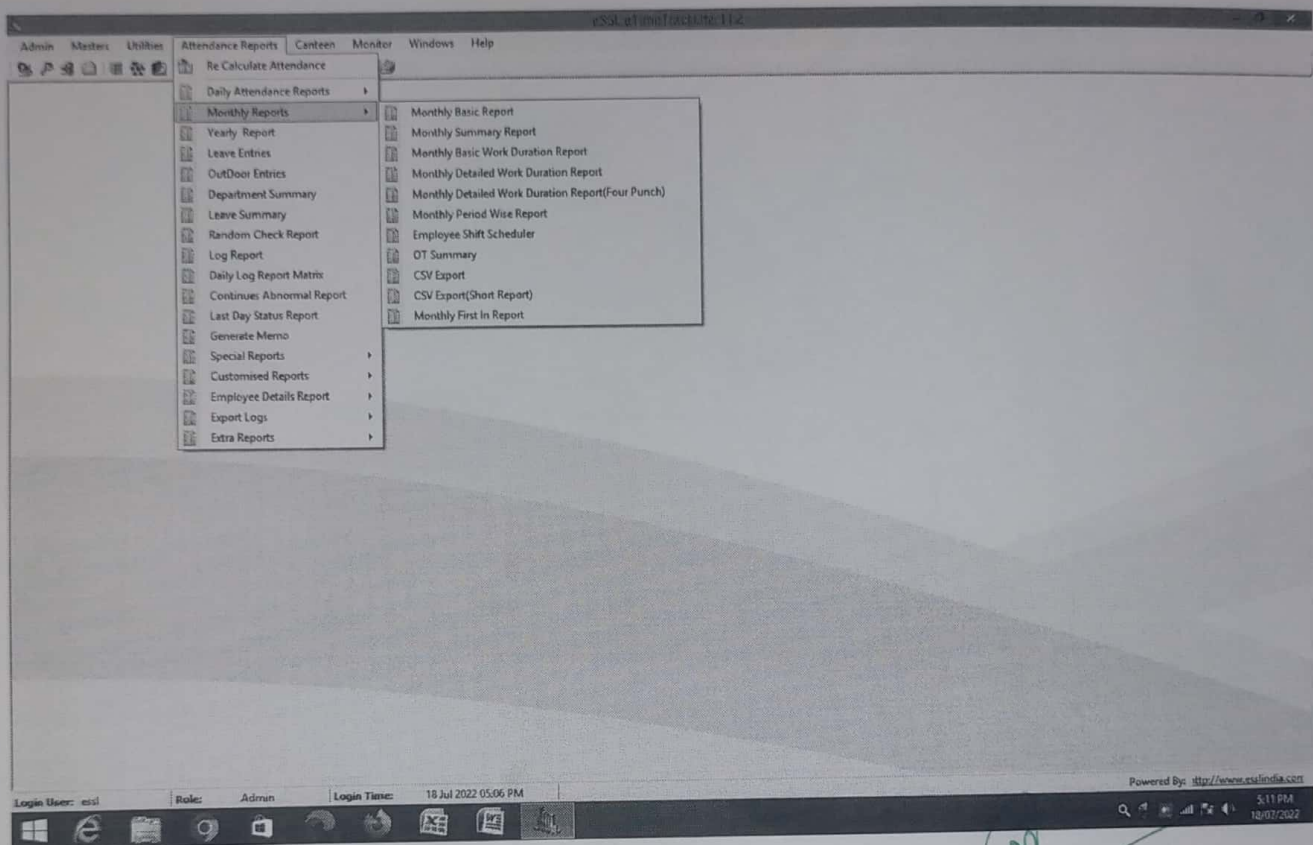 eSSL eTimeTrackLite 11.2
Admin Masters Utilities Attendance Reports Canteen Monitor Windows Help
Re Calculate Attendance
Daily Attendance Reports
Monthly Reports
Yearly Report
Leave Entries
OutDoor Entries
Department Summary
Leave Summary
Random Check Report
Log Report
Daily Log Report Matrix
Continues Abnormal Report
Last Day Status Report
Generate Memo
Special Reports
Customised Reports
Employee Details Report
Export Logs
Extra Reports
Monthly Basic Report
Monthly Summary Report
Monthly Basic Work Duration Report
Monthly Detailed Work Duration Report
Monthly Detailed Work Duration Report(Four Punch)
Monthly Period Wise Report
Employee Shift Scheduler
OT Summary
CSV Export
CSV Export(Short Report)
Monthly First In Report
Powered By: http://www.esslindia.com
Login User: essl Role: Admin Login Time: 18 Jul 2022 05:06 PM
5:11 PM
18/07/2022